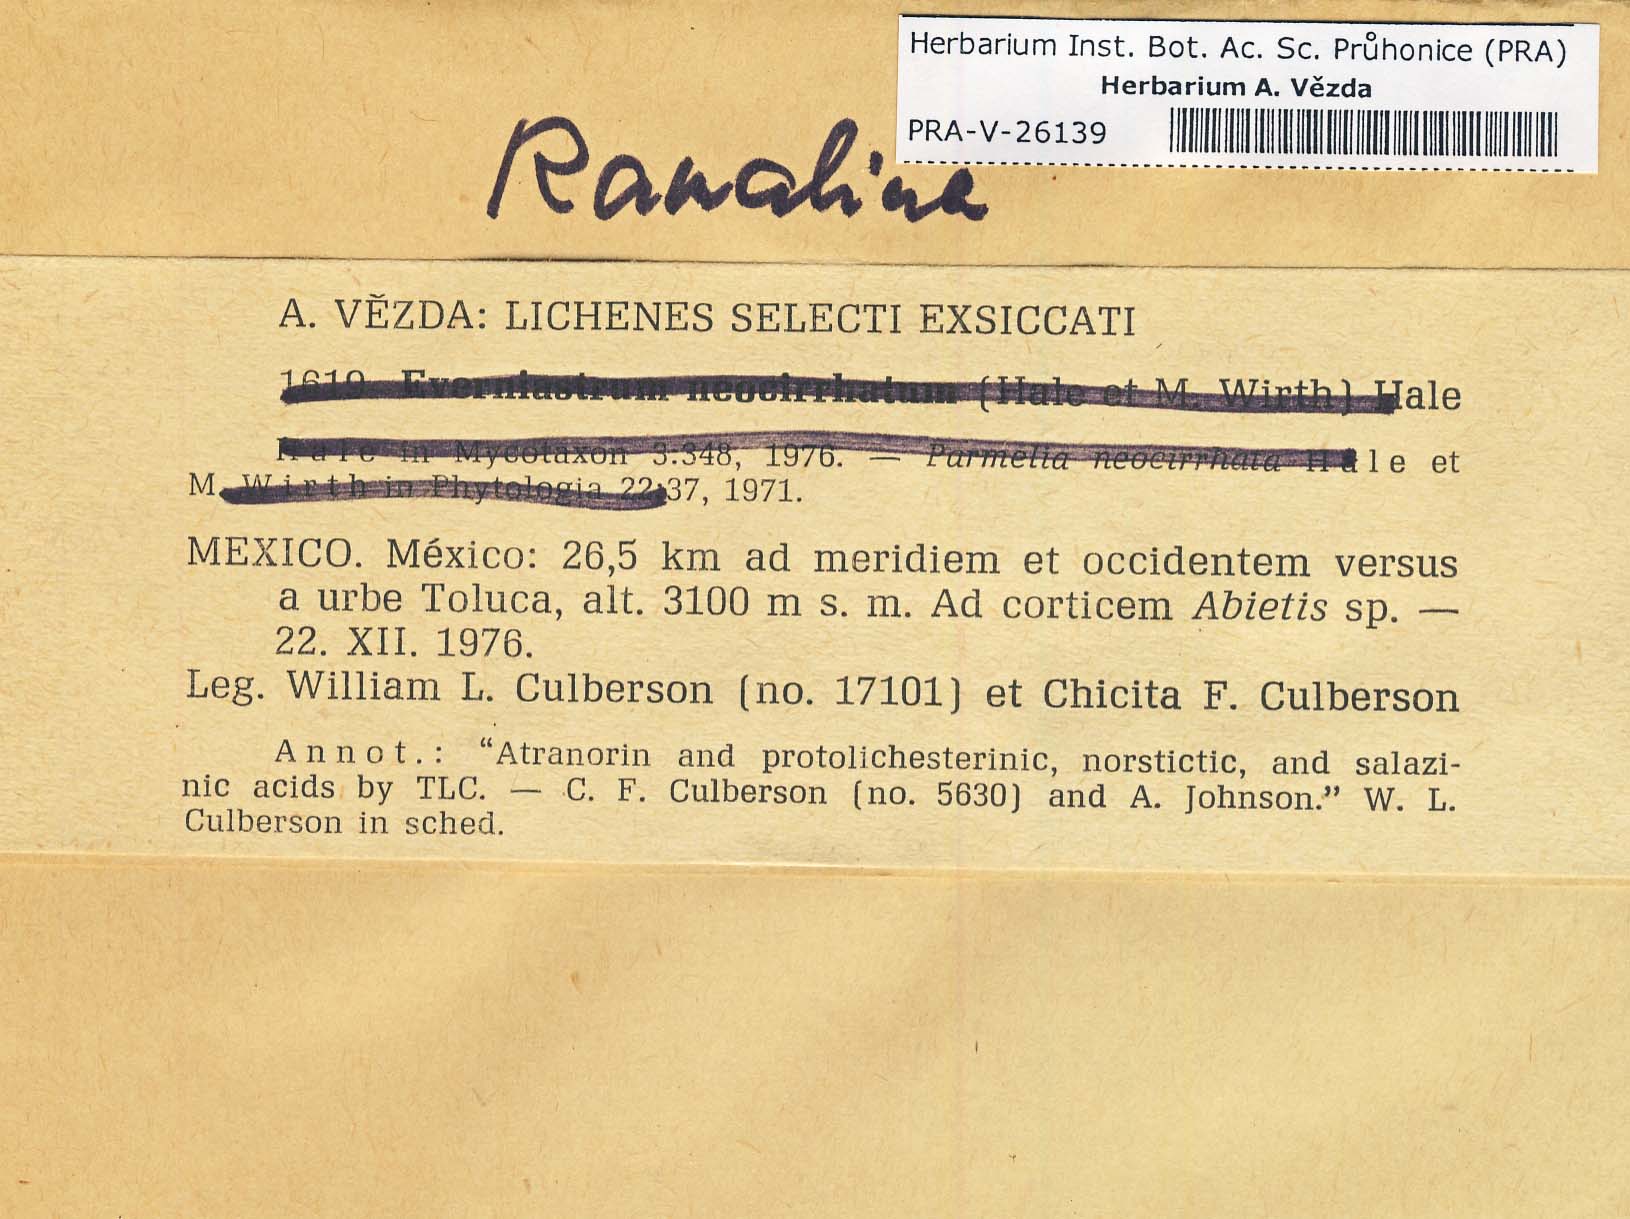 Herbarium Inst. Bot. Ac. Sc. Průhonice (PRA)
Herbarium A. Vězda
PRA-V-26139
Ramalina
A. VĚZDA: LICHENES SELECTI EXSICCATI
1619. Everniastrum neocirrhatum (Hale et M. Wirth) Hale
Hale in Mycotaxon 3:348, 1976. — Parmelia neocirrhata Hale et
M. Wirth in Phytologia 22:37, 1971.
MEXICO. México: 26,5 km ad meridiem et occidentem versus
a urbe Toluca, alt. 3100 m s. m. Ad corticem Abietis sp. —
22. XII. 1976.
Leg. William L. Culberson (no. 17101) et Chicita F. Culberson
Annot.: “Atranorin and protolichesterinic, norstictic, and salazi-
nic acids by TLC. — C. F. Culberson (no. 5630) and A. Johnson.” W. L.
Culberson in sched.